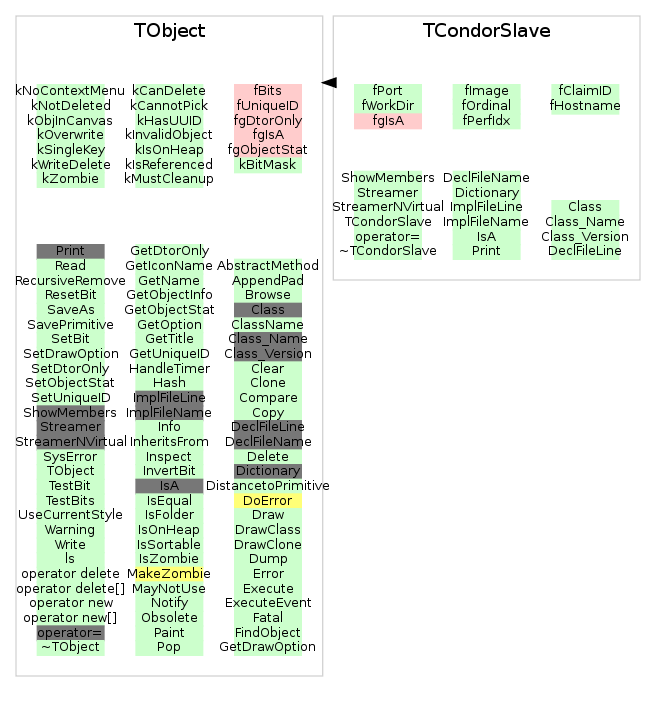 TObject
kNoContextMenu kCanDelete fBits
kNotDeleted kCannotPick fUniqueID
kObjInCanvas kHasUUID fgDtorOnly
kOverwrite kInvalidObject fgIsA
kSingleKey kIsOnHeap fgObjectStat
kWriteDelete kIsReferenced kBitMask
kZombie kMustCleanup
Print GetDtorOnly
Read GetIconName AbstractMethod
RecursiveRemove GetName AppendPad
ResetBit GetObjectInfo Browse
SaveAs GetObjectStat Class
SavePrimitive GetOption ClassName
SetBit GetTitle Class_Name
SetDrawOption GetUniqueID Class_Version
SetDtorOnly HandleTimer Clear
SetObjectStat Hash Clone
SetUniqueID ImplFileLine Compare
ShowMembers ImplFileName Copy
Streamer Info DeclFileLine
StreamerNVirtual InheritsFrom DeclFileName
SysError Inspect Delete
TObject InvertBit Dictionary
TestBit IsA DistancetoPrimitive
TestBits IsEqual DoError
UseCurrentStyle IsFolder Draw
Warning IsOnHeap DrawClass
Write IsSortable DrawClone
ls IsZombie Dump
operator delete MakeZombie Error
operator delete[] MayNotUse Execute
operator new Notify ExecuteEvent
operator new[] Obsolete Fatal
operator= Paint FindObject
~TObject Pop GetDrawOption
TCondorSlave
fPort fImage fClaimID
fWorkDir fOrdinal fHostname
fgIsA fPerfIdx
ShowMembers DeclFileName
Streamer Dictionary
StreamerNVirtual ImplFileLine Class
TCondorSlave ImplFileName Class_Name
operator= IsA Class_Version
~TCondorSlave Print DeclFileLine